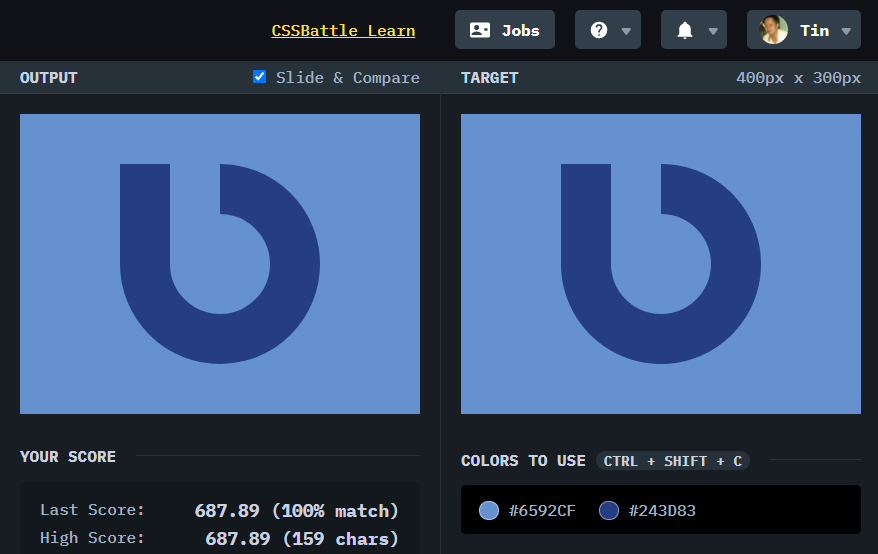 CSSBattle Learn
Jobs
Tin
OUTPUT
Slide & Compare
TARGET
400px x 300px
YOUR SCORE
Last Score: 687.89 (100% match)
High Score: 687.89 (159 chars)
COLORS TO USE CTRL + SHIFT + C
#6592CF #243D83